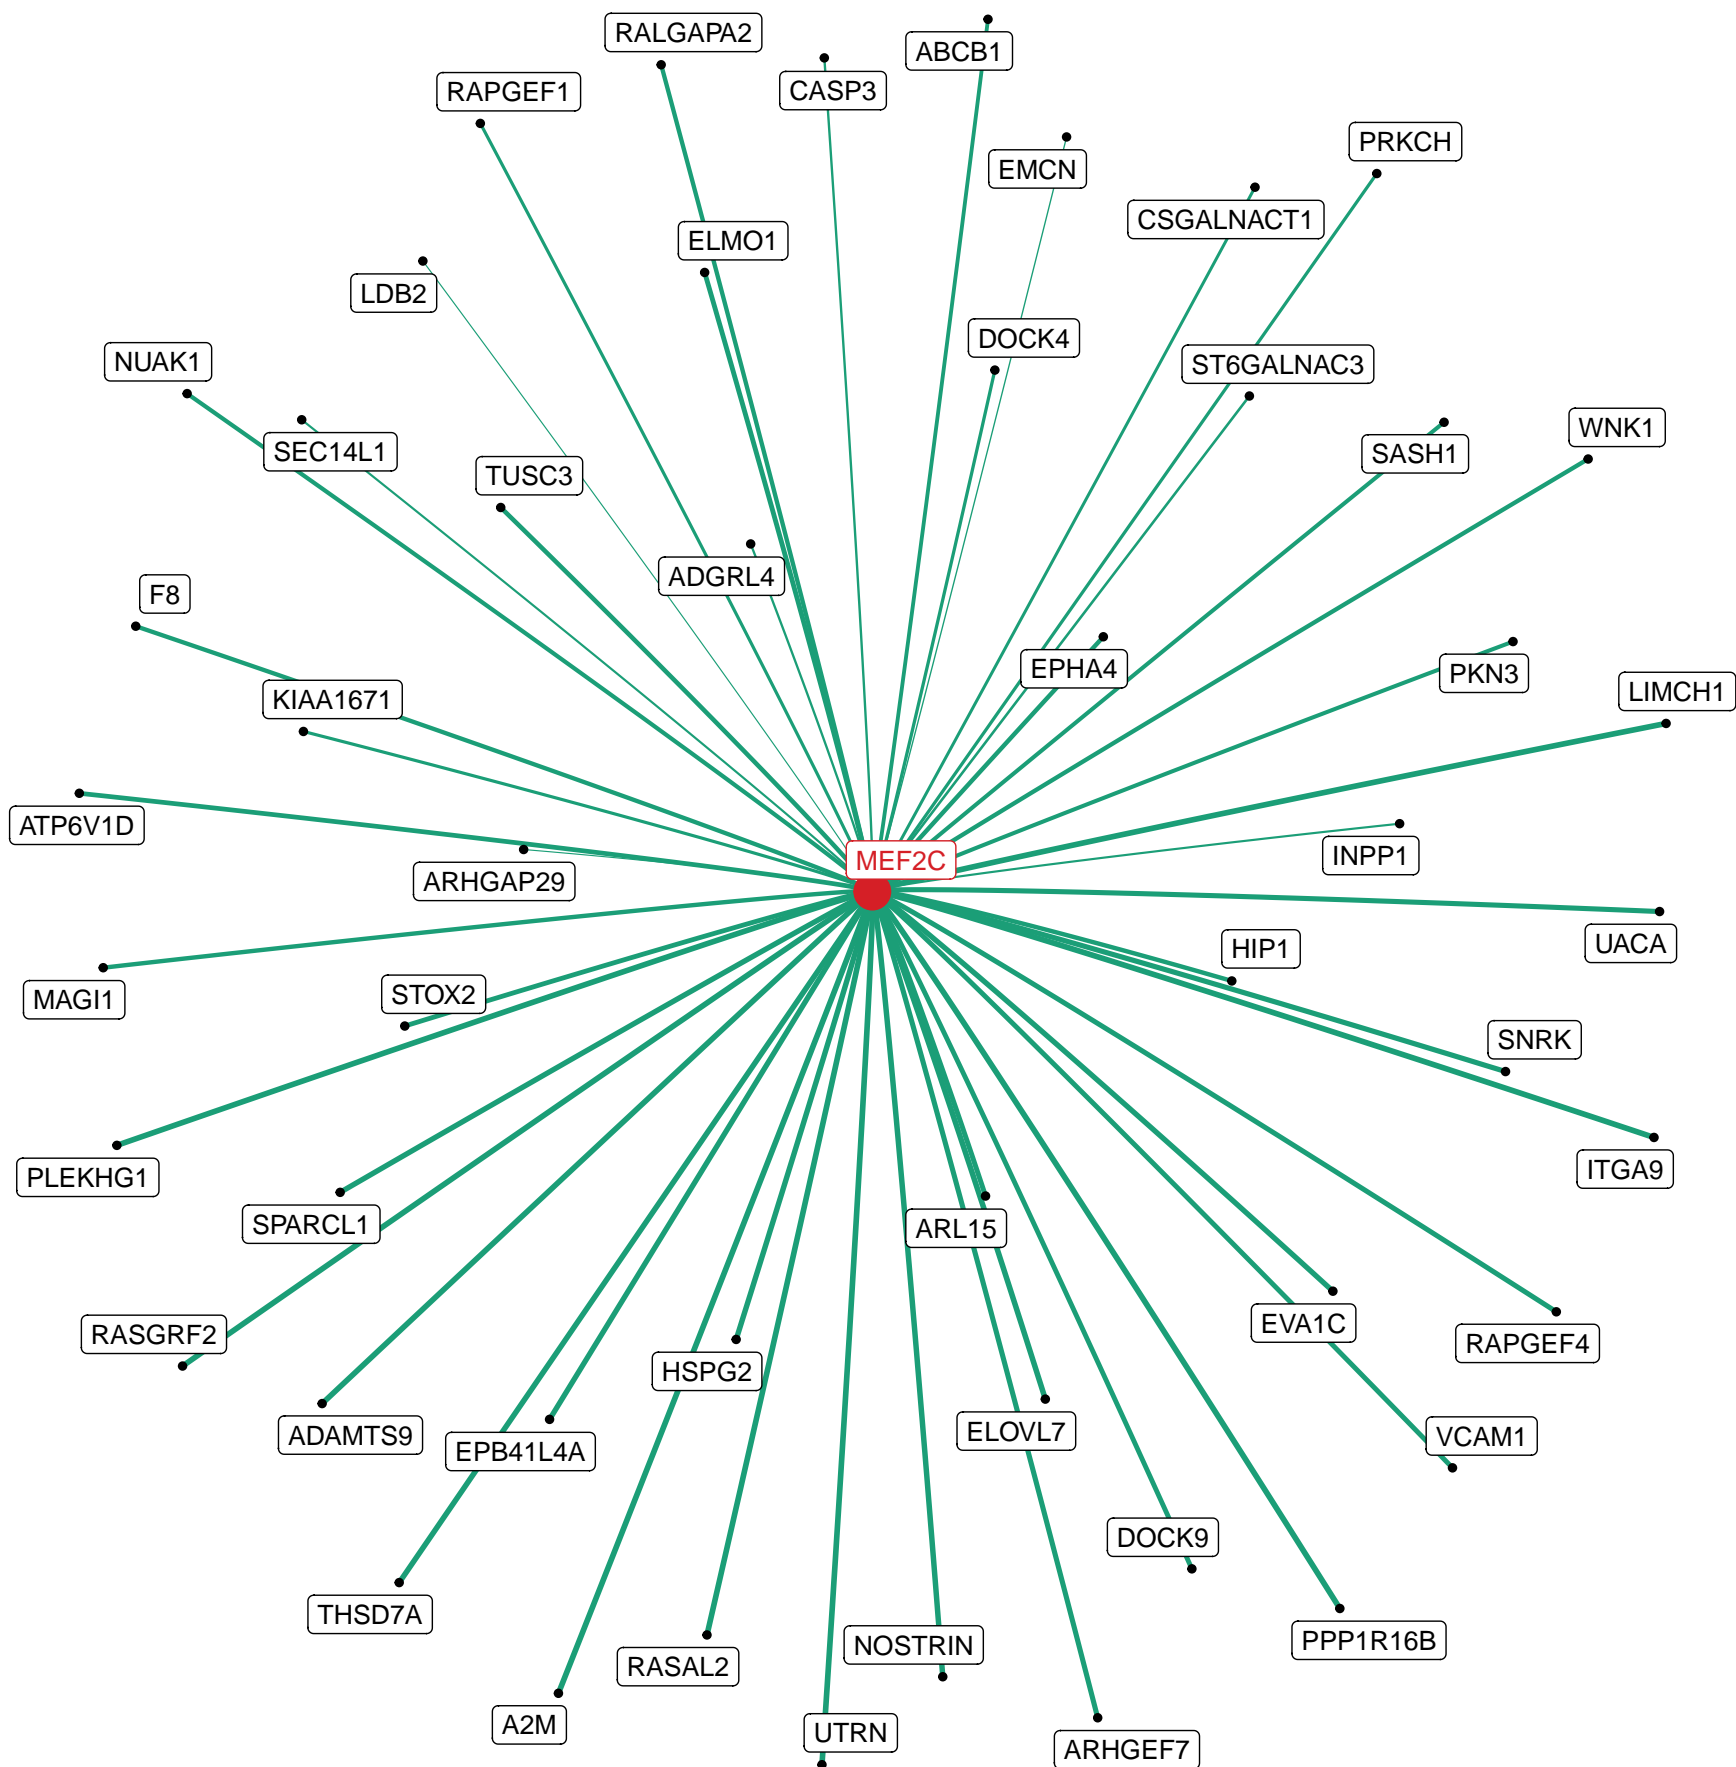 RALGAPA2
ABCB1
RAPGEF1
CASP3
PRKCH
EMCN
CSGALNACT1
ELMO1
LDB2
DOCK4
NUAK1
ST6GALNAC3
WNK1
SEC14L1
SASH1
TUSC3
ADGRL4
F8
EPHA4
PKN3
LIMCH1
KIAA1671
ATP6V1D
INPP1
MEF2C
ARHGAP29
UACA
HIP1
STOX2
MAGI1
SNRK
ITGA9
PLEKHG1
SPARCL1
ARL15
EVA1C
RASGRF2
RAPGEF4
HSPG2
ELOVL7
ADAMTS9
VCAM1
EPB41L4A
DOCK9
THSD7A
PPP1R16B
NOSTRIN
RASAL2
A2M
UTRN
ARHGEF7